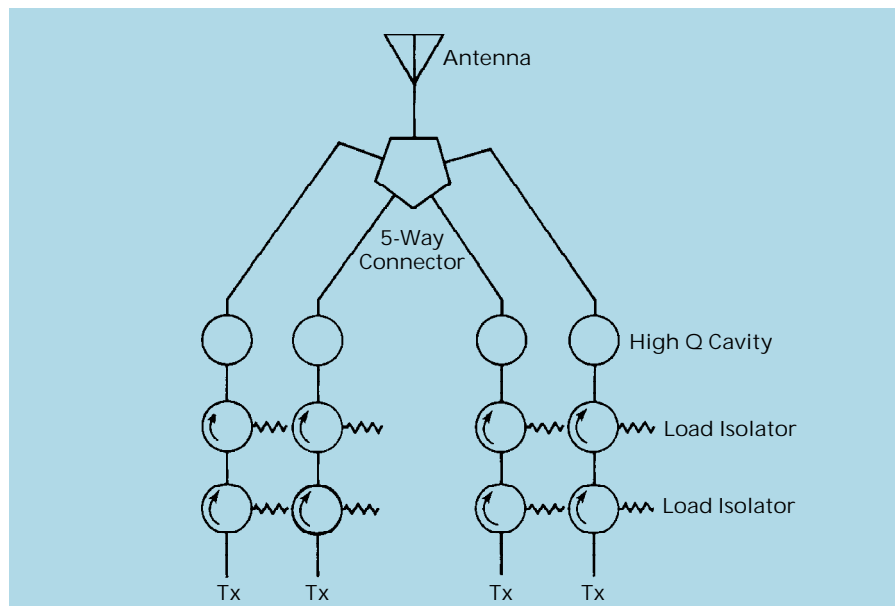 Antenna
5-Way
Connector
High Q Cavity
Load Isolator
Load Isolator
Tx
Tx
Tx
Tx